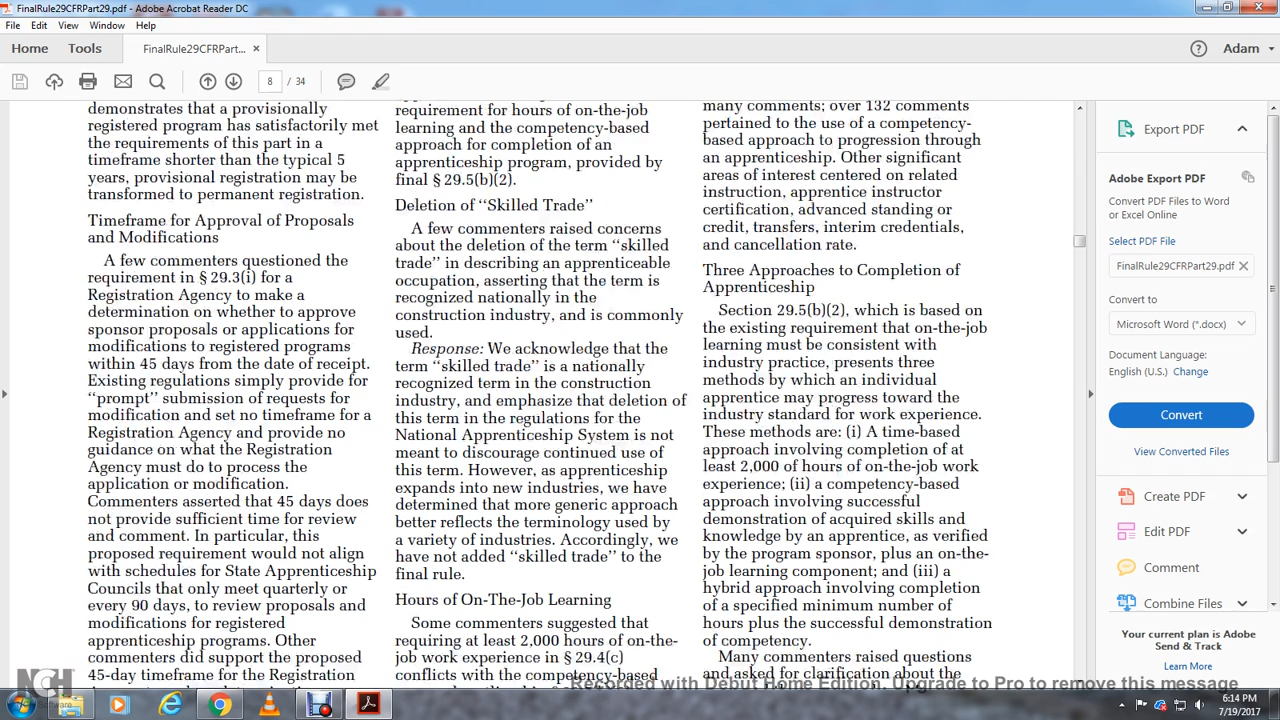 FinalRule29CFRPart29.pdf - Adobe Acrobat Reader DC
File Edit View Window Help
Home Tools FinalRule29CFRPart... × Adam
8 / 34
demonstrates that a provisionally
registered program has satisfactorily met
the requirements of this part in a
timeframe shorter than the typical 5
years, provisional registration may be
transformed to permanent registration.
Timeframe for Approval of Proposals
and Modifications
A few commenters questioned the
requirement in § 29.3(i) for a
Registration Agency to make a
determination on whether to approve
sponsor proposals or applications for
modifications to registered programs
within 45 days from the date of receipt.
Existing regulations simply provide for
‘‘prompt’’ submission of requests for
modification and set no timeframe for a
Registration Agency and provide no
guidance on what the Registration
Agency must do to process the
application or modification.
Commenters asserted that 45 days does
not provide sufficient time for review
and comment. In particular, this
proposed requirement would not align
with schedules for State Apprenticeship
Councils that only meet quarterly or
every 90 days, to review proposals and
modifications for registered
apprenticeship programs. Other
commenters did support the proposed
45-day timeframe for the Registration
requirement for hours of on-the-job
learning and the competency-based
approach for completion of an
apprenticeship program, provided by
final § 29.5(b)(2).
Deletion of ‘‘Skilled Trade’’
A few commenters raised concerns
about the deletion of the term ‘‘skilled
trade’’ in describing an apprenticeable
occupation, asserting that the term is
recognized nationally in the
construction industry, and is commonly
used.
Response: We acknowledge that the
term ‘‘skilled trade’’ is a nationally
recognized term in the construction
industry, and emphasize that deletion of
this term in the regulations for the
National Apprenticeship System is not
meant to discourage continued use of
this term. However, as apprenticeship
expands into new industries, we have
determined that more generic approach
better reflects the terminology used by
a variety of industries. Accordingly, we
have not added ‘‘skilled trade’’ to the
final rule.
Hours of On-The-Job Learning
Some commenters suggested that
requiring at least 2,000 hours of on-the-
job work experience in § 29.4(c)
conflicts with the competency-based
many comments; over 132 comments
pertained to the use of a competency-
based approach to progression through
an apprenticeship. Other significant
areas of interest centered on related
instruction, apprentice instructor
certification, advanced standing or
credit, transfers, interim credentials,
and cancellation rate.
Three Approaches to Completion of
Apprenticeship
Section 29.5(b)(2), which is based on
the existing requirement that on-the-job
learning must be consistent with
industry practice, presents three
methods by which an individual
apprentice may progress toward the
industry standard for work experience.
These methods are: (i) A time-based
approach involving completion of at
least 2,000 of hours of on-the-job work
experience; (ii) a competency-based
approach involving successful
demonstration of acquired skills and
knowledge by an apprentice, as verified
by the program sponsor, plus an on-the-
job learning component; and (iii) a
hybrid approach involving completion
of a specified minimum number of
hours plus the successful demonstration
of competency.
Many commenters raised questions
and asked for clarification about the
Export PDF
Adobe Export PDF
Convert PDF Files to Word
or Excel Online
Select PDF File
FinalRule29CFRPart29.pdf ×
Convert to
Microsoft Word (*.docx)
Document Language:
English (U.S.) Change
Convert
View Converted Files
Create PDF
Edit PDF
Comment
Combine Files
Your current plan is Adobe
Send & Track
Learn More
NCH
Software
Recorded with Debut Home Edition. Upgrade to Pro to remove this message
6:14 PM
7/19/2017